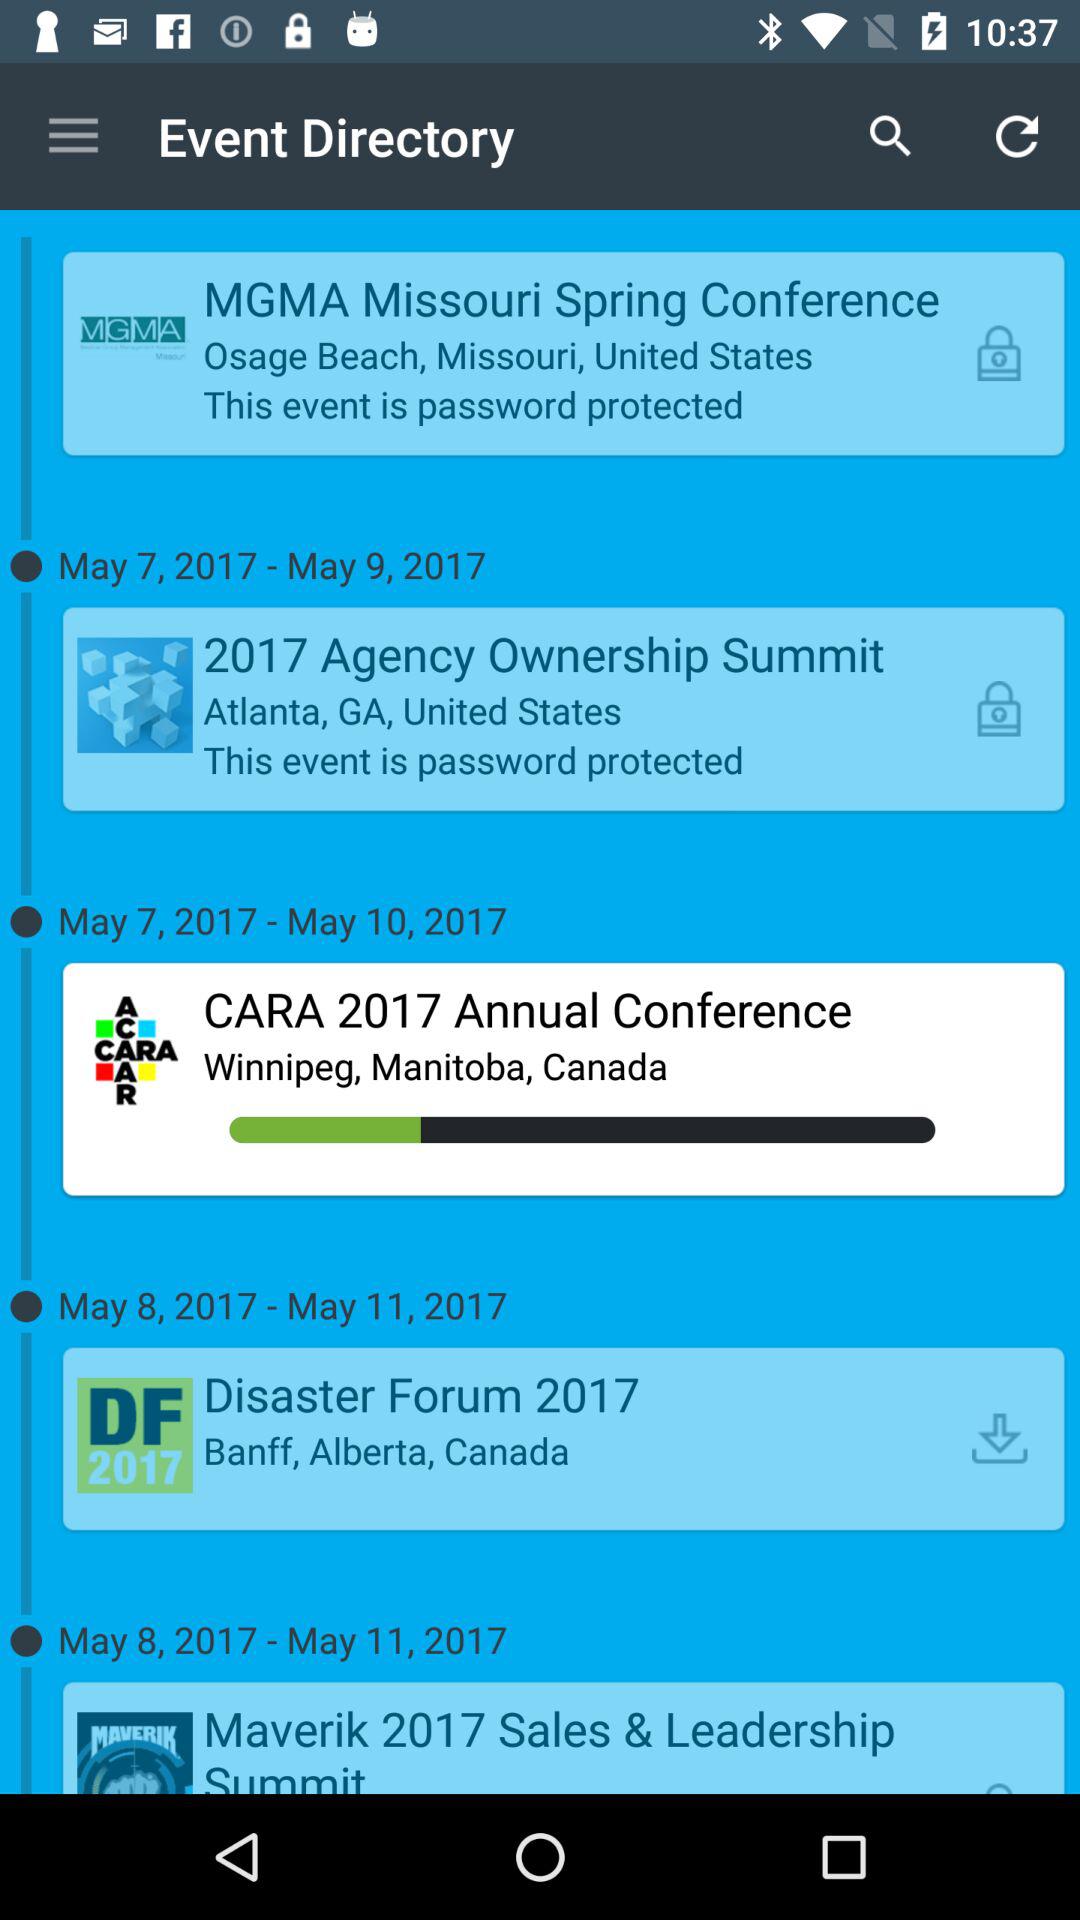 10:37
Event Directory
MGMA Missouri Spring Conference
MGMA
Missouri
Osage Beach, Missouri, United States
This event is password protected
May 7, 2017 - May 9, 2017
2017 Agency Ownership Summit
Atlanta, GA, United States
This event is password protected
May 7, 2017 - May 10, 2017
CARA 2017 Annual Conference
A
C
CARA
A
R
Winnipeg, Manitoba, Canada
May 8, 2017 - May 11, 2017
Disaster Forum 2017
DF
2017
Banff, Alberta, Canada
May 8, 2017 - May 11, 2017
MAVERIK
Maverik 2017 Sales & Leadership
Summit